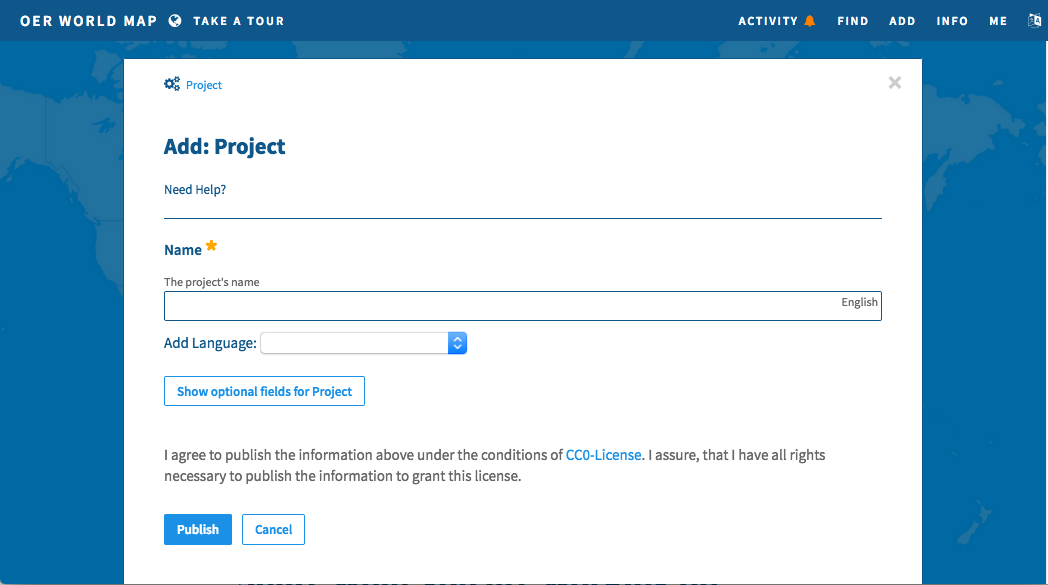 OER WORLD MAP TAKE A TOUR ACTIVITY FIND ADD INFO ME
Project
Add: Project
Need Help?
Name *
The project's name
English
Add Language:
Show optional fields for Project
I agree to publish the information above under the conditions of CC0-License. I assure, that I have all rights
necessary to publish the information to grant this license.
Publish Cancel